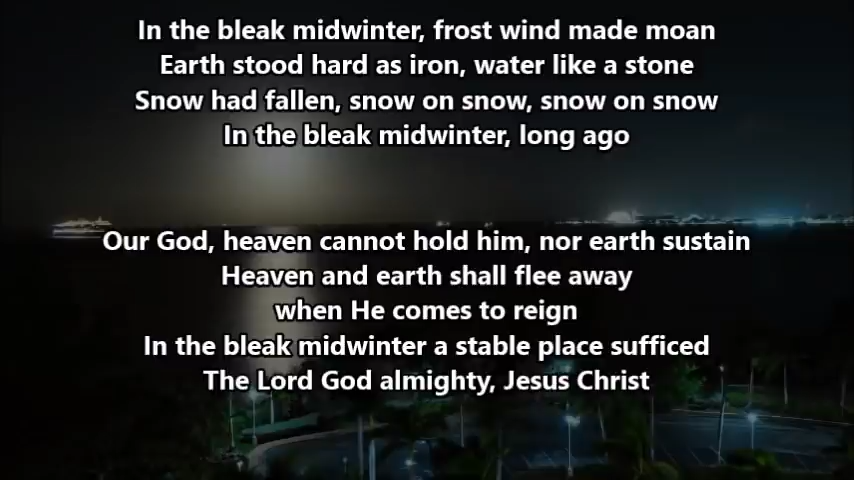 In the bleak midwinter, frost wind made moan
Earth stood hard as iron, water like a stone
Snow had fallen, snow on snow, snow on snow
In the bleak midwinter, long ago
Our God, heaven cannot hold him, nor earth sustain
Heaven and earth shall flee away
when He comes to reign
In the bleak midwinter a stable place sufficed
The Lord God almighty, Jesus Christ